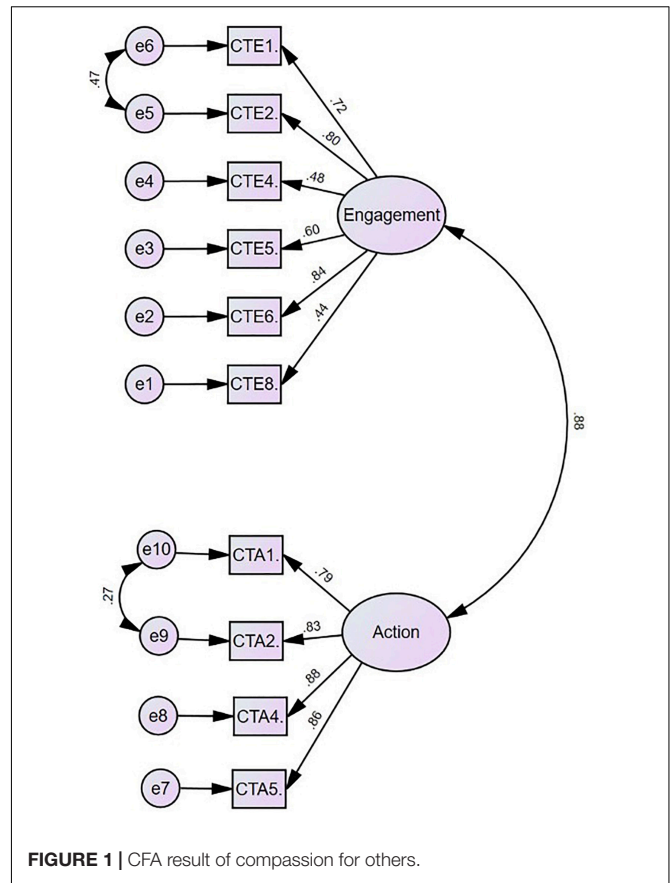 e6 CTE1.
.72
.47
e5 CTE2.
.80
e4 CTE4.
.48
Engagement
e3 CTE5.
.60
e2 CTE6.
.84
e1 CTE8.
.44
.88
e10 CTA1.
.79
.27
e9 CTA2.
.83
Action
e8 CTA4.
.88
e7 CTA5.
.86
FIGURE 1 | CFA result of compassion for others.